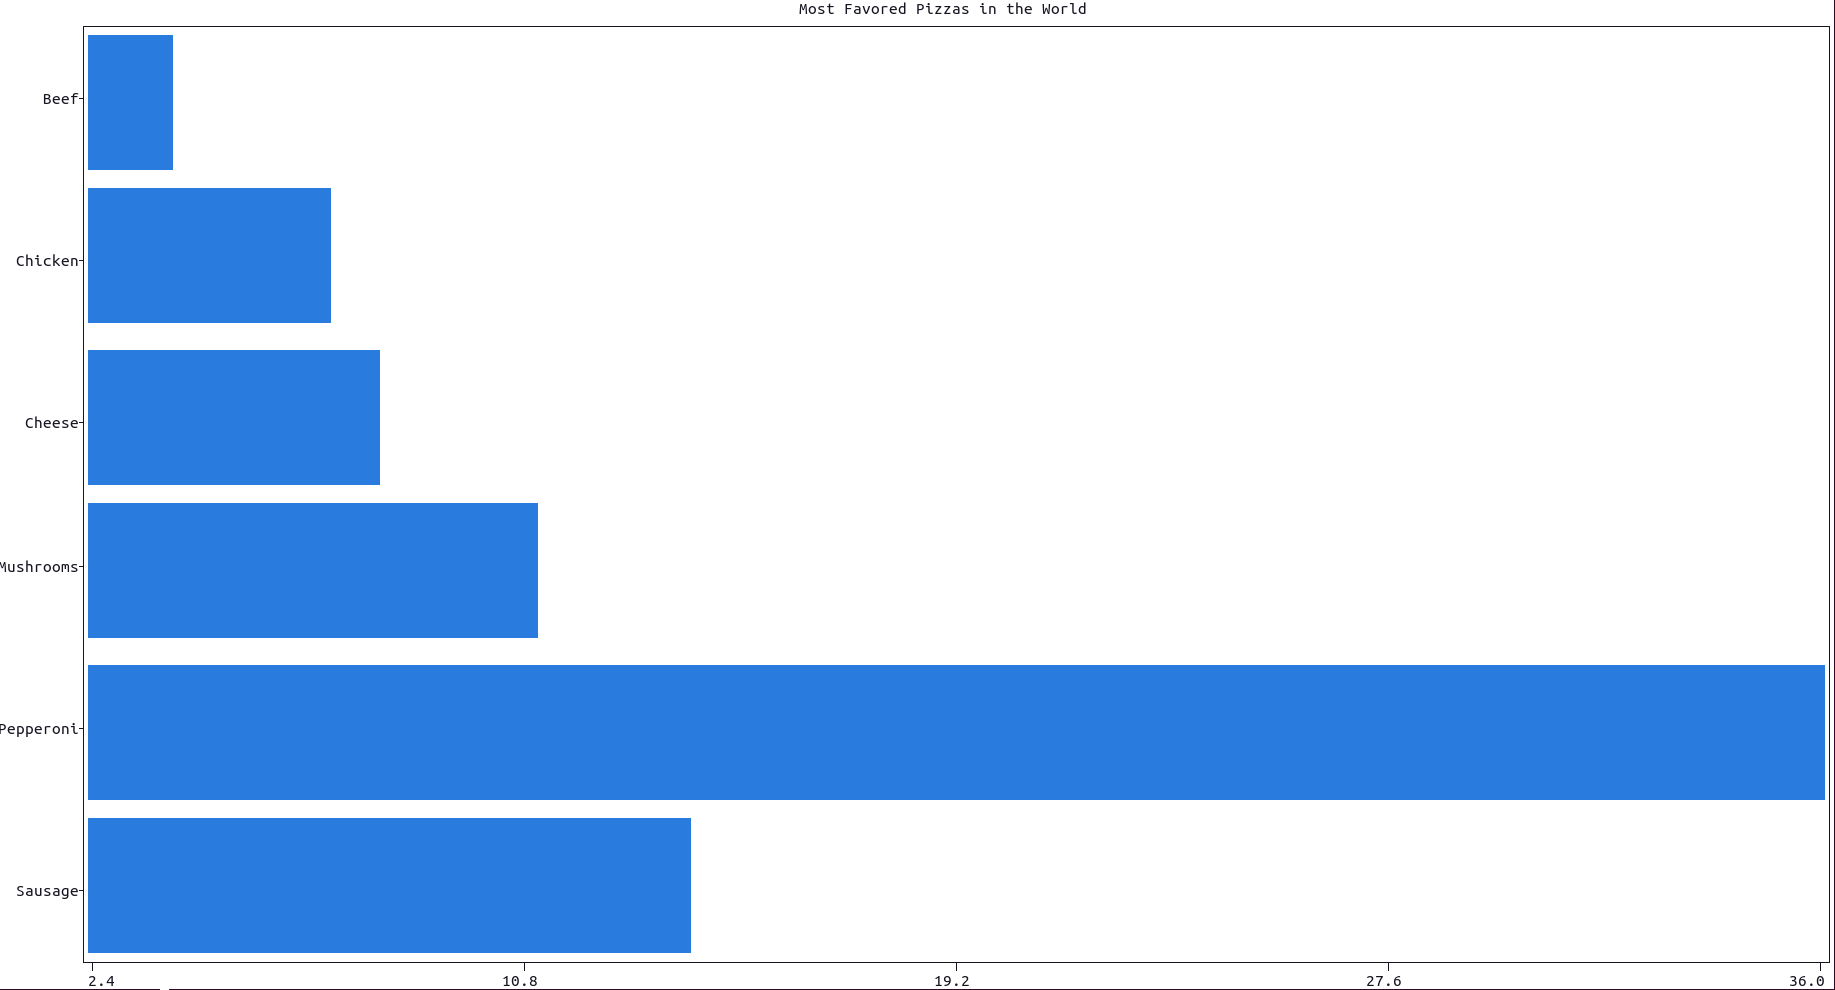 Most Favored Pizzas in the World
Beef
Chicken
Cheese
Mushrooms
Pepperoni
Sausage
2.4 10.8 19.2 27.6 36.0